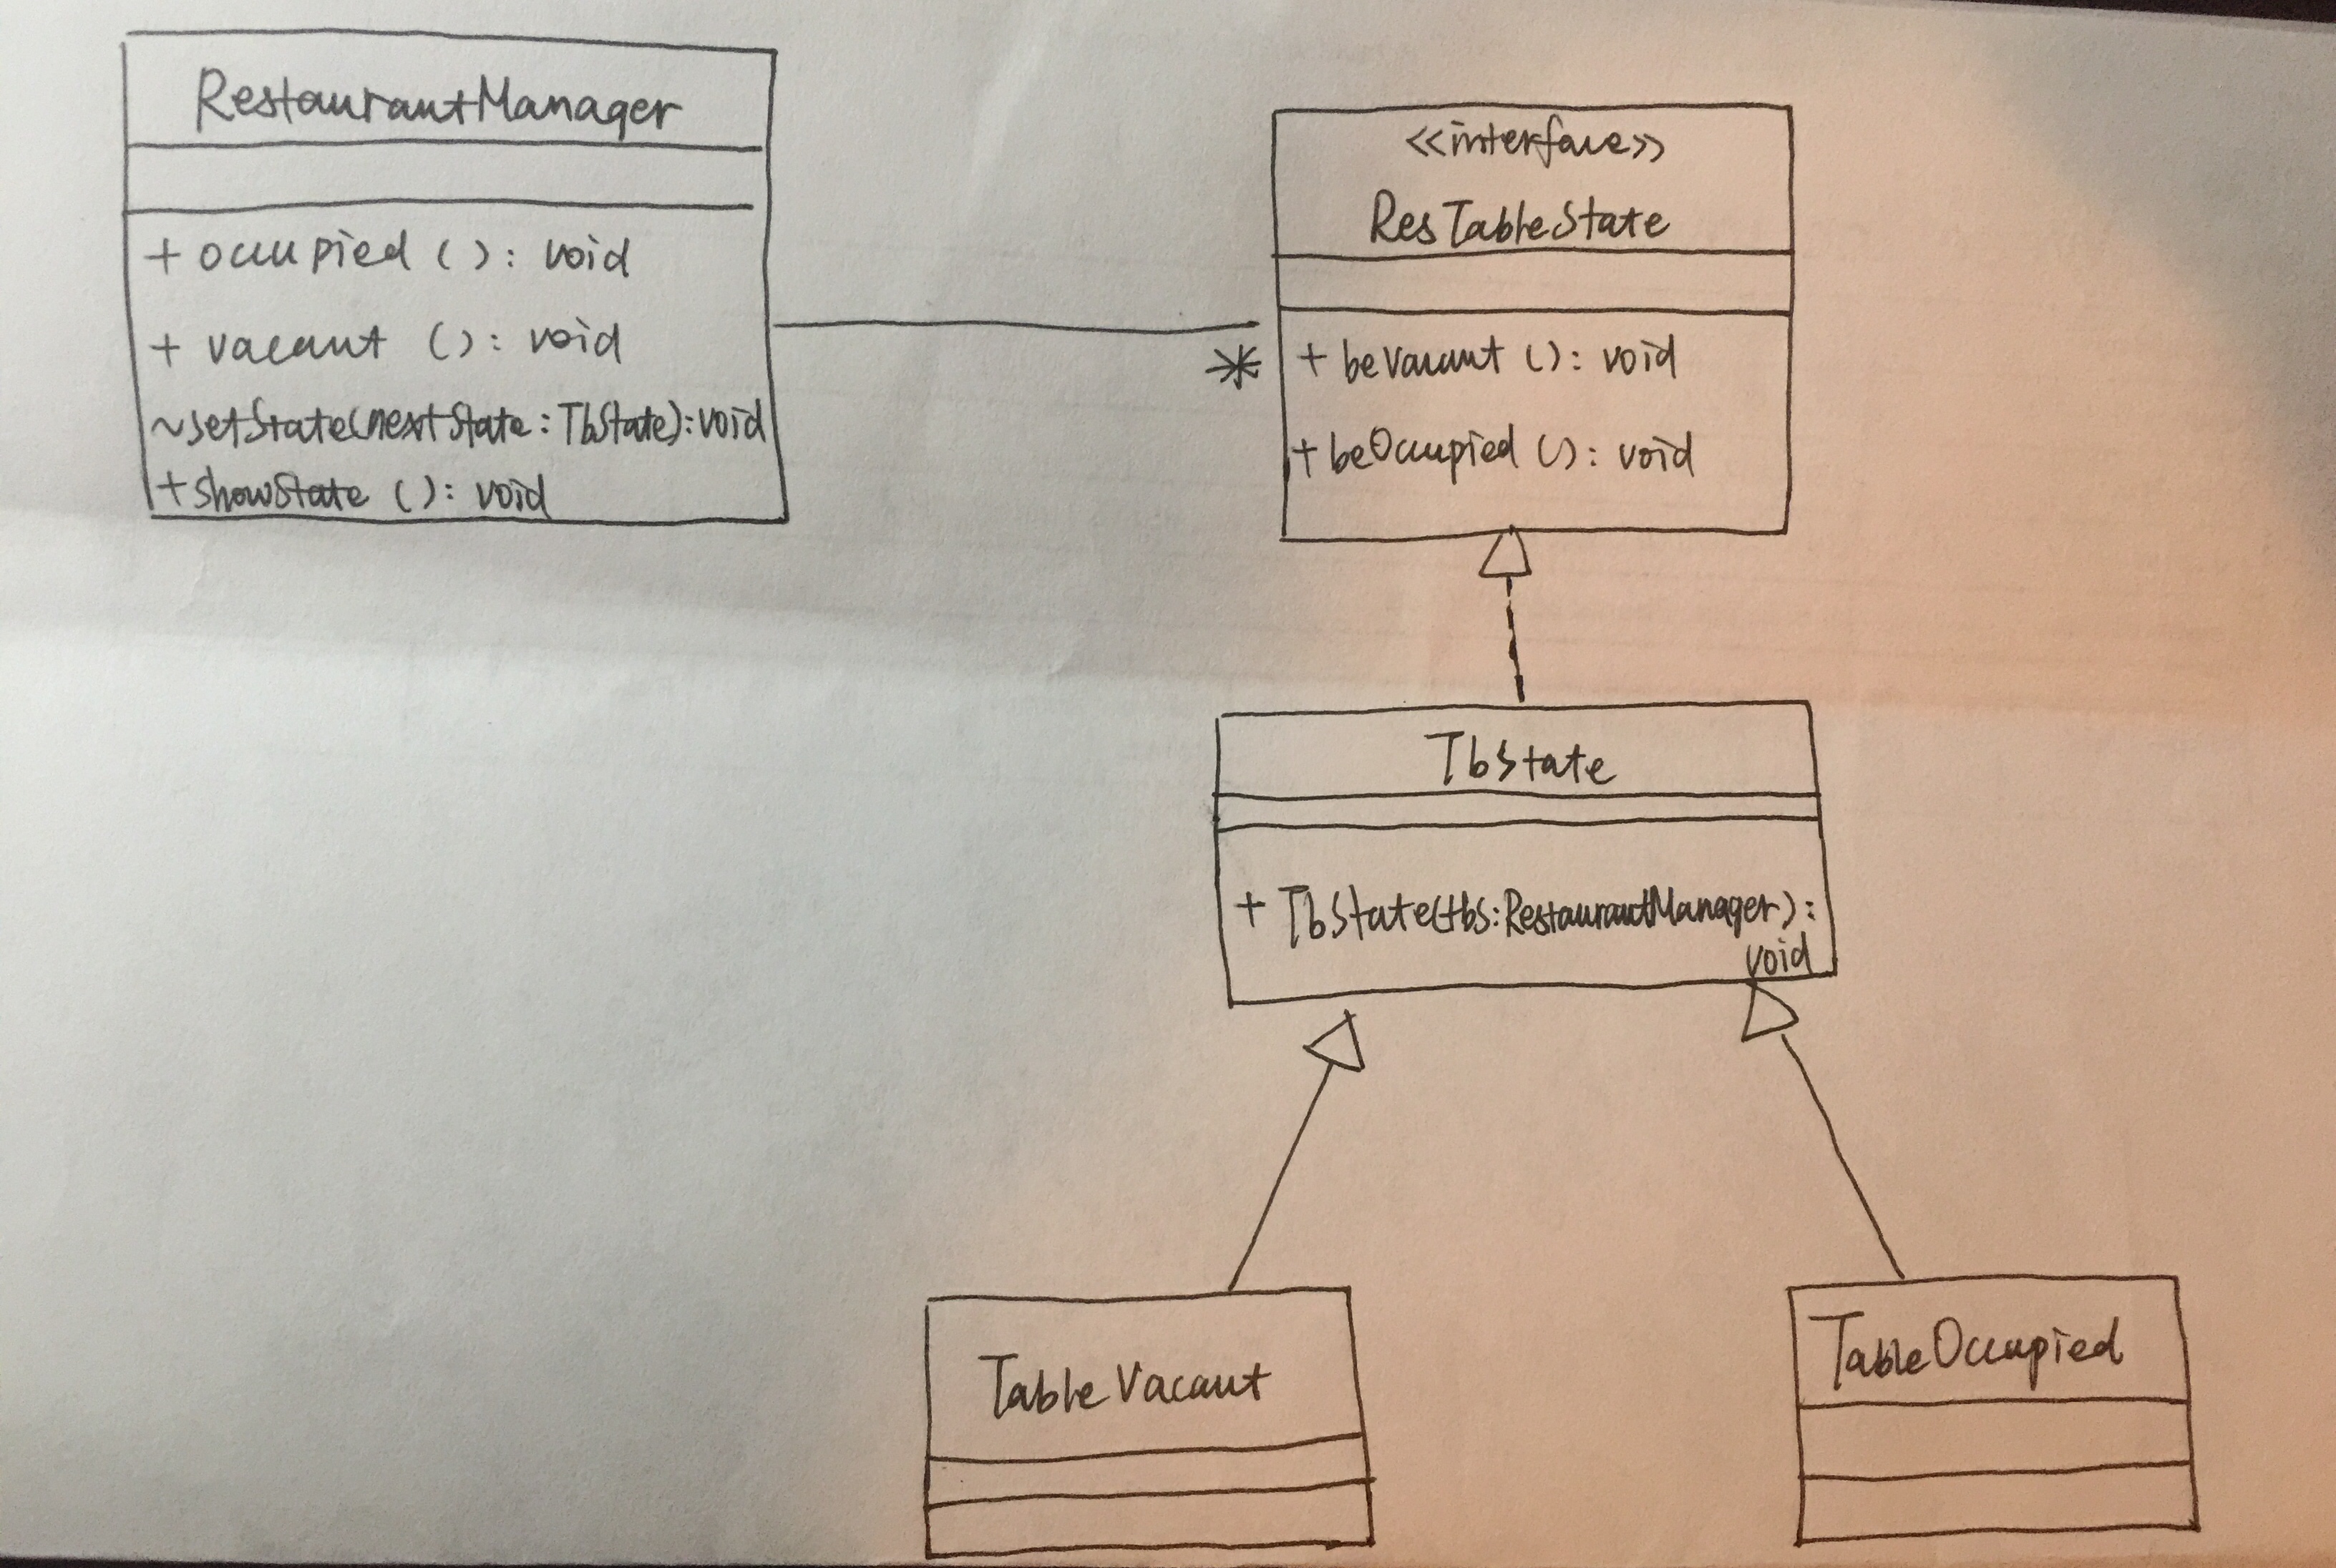 RestaurantManager
+ occupied ( ): void
+ vacant ( ): void
~setState(nextState: TbState): void
+showState ( ): void
<<interface>>
ResTableState
*
+ beVacant ( ): void
+ beOccupied ( ): void
TbState
+ TbState(tbs:RestaurantManager):
void
TableVacant
TableOccupied